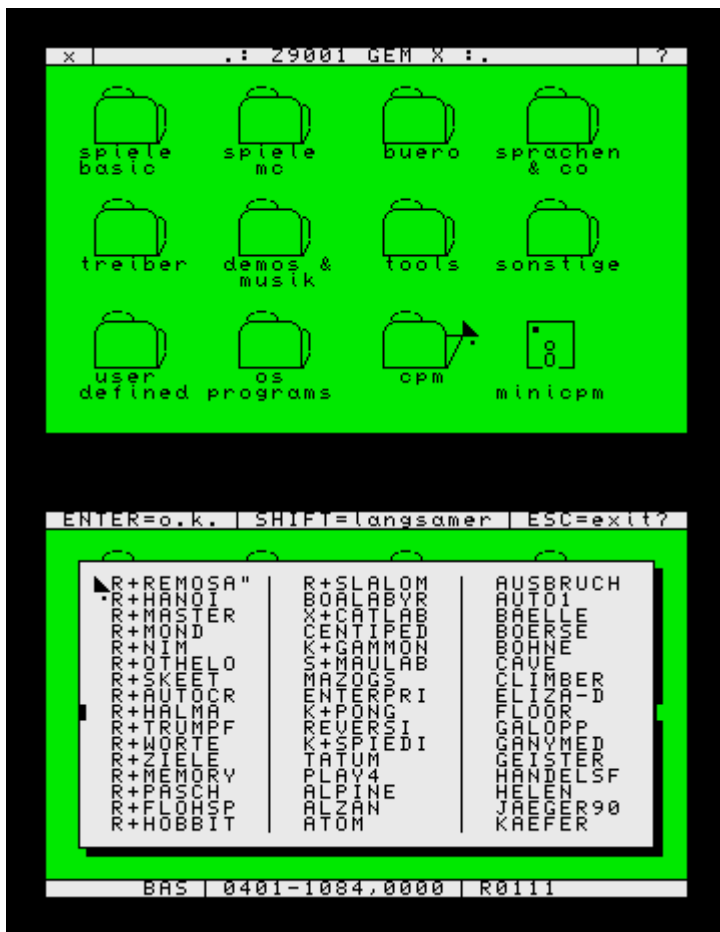 × | .: Z9001 GEM X :. | ?
spiele basic
spiele mc
buero
sprachen & co
treiber
demos & musik
tools
sonstige
user defined
os programs
cpm
minicpm
ENTER=o.k. | SHIFT=langsamer | ESC=exit?
R+REMOSA" | R+SLALOM | AUSBRUCH
R+HANOI | BOALABYR | AUTO1
R+MASTER | X+CATLAB | BAELLE
R+MOND | CENTIPED | BOERSE
R+NIM | K+GAMMON | BOHNE
R+OTHELO | S+MAULAB | CAVE
R+SKEET | MAZOGS | CLIMBER
R+AUTOCR | ENTERPRI | ELIZA-D
R+HALMA | K+PONG | FLOOR
R+TRUMPF | REVERSI | GALOPP
R+WORTE | K+SPIEDI | GANYMED
R+ZIELE | TATUM | GEISTER
R+MEMORY | PLAY4 | HANDELSF
R+PASCH | ALPINE | HELEN
R+FLOHSP | ALZAN | JAEGER90
R+HOBBIT | ATOM | KAEFER
BAS | 0401-1084,0000 | R0111